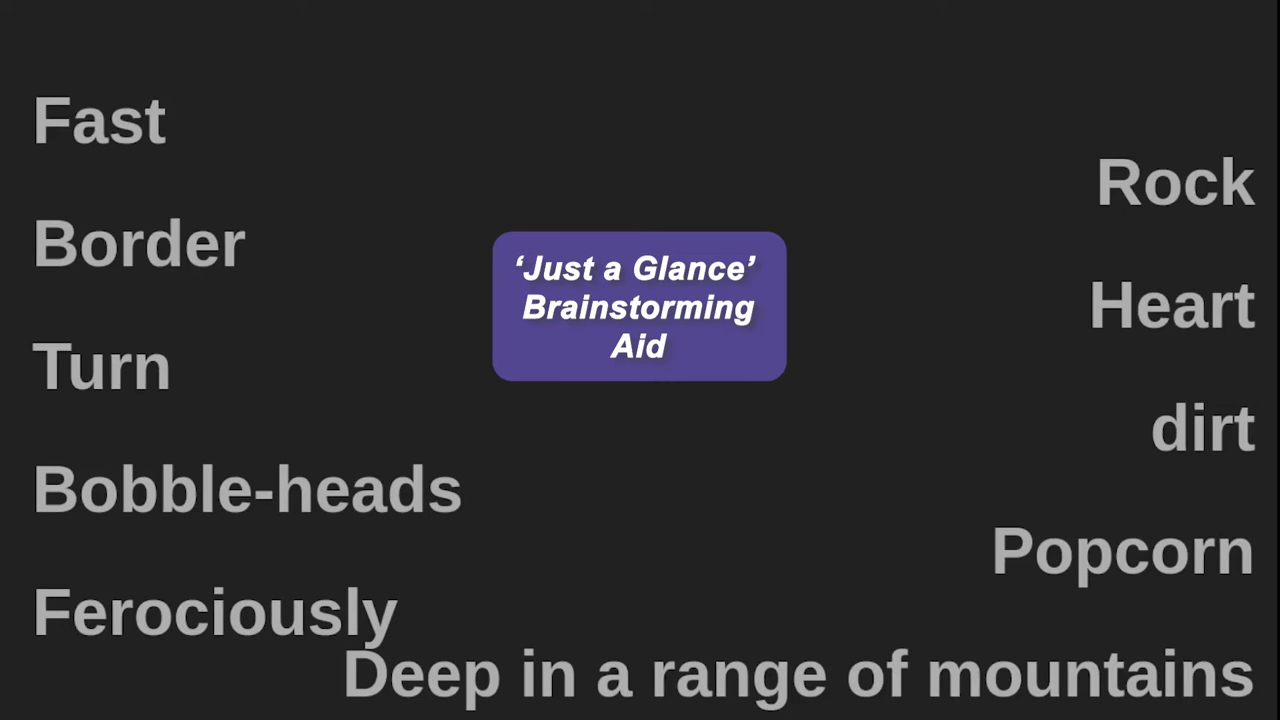 Fast
Rock
Border
‘Just a Glance’
Brainstorming
Aid
Heart
Turn
dirt
Bobble-heads
Popcorn
Ferociously
Deep in a range of mountains